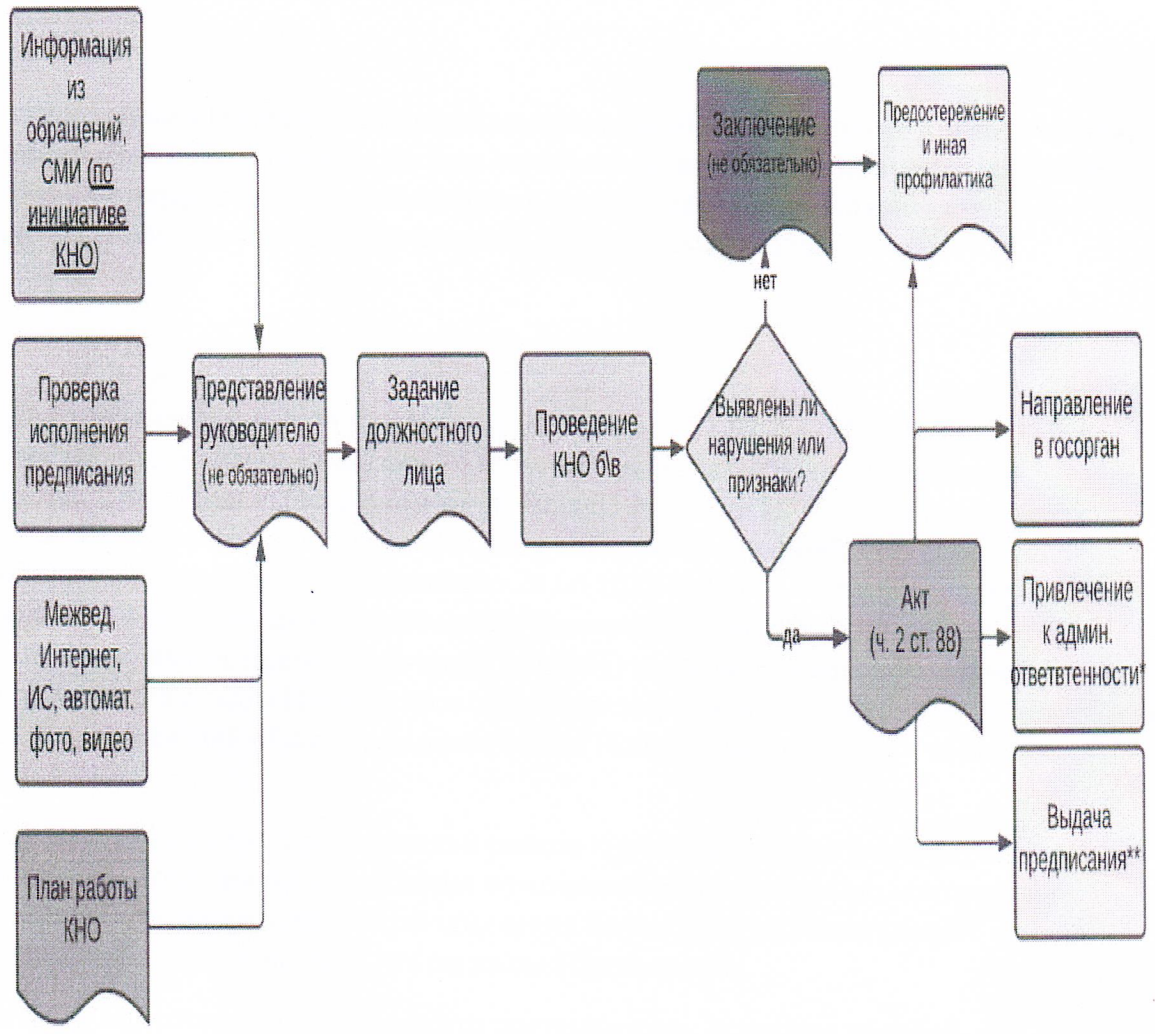 Информация
из
обращений,
СМИ (по
инициативе
КНО)
Проверка
исполнения
предписания
Межвед,
Интернет,
ИС, автомат.
фото, видео
План работы
КНО
Представление
руководителю
(не обязательно)
Задание
должностного
лица
Проведение
КНО б\в
Выявлены ли
нарушения или
признаки?
нет
да
Заключение
(не обязательно)
Предостережение
и иная
профилактика
Акт
(ч. 2 ст. 88)
Направление
в госорган
Привлечение
к админ.
ответвтенности*
Выдача
предписания**